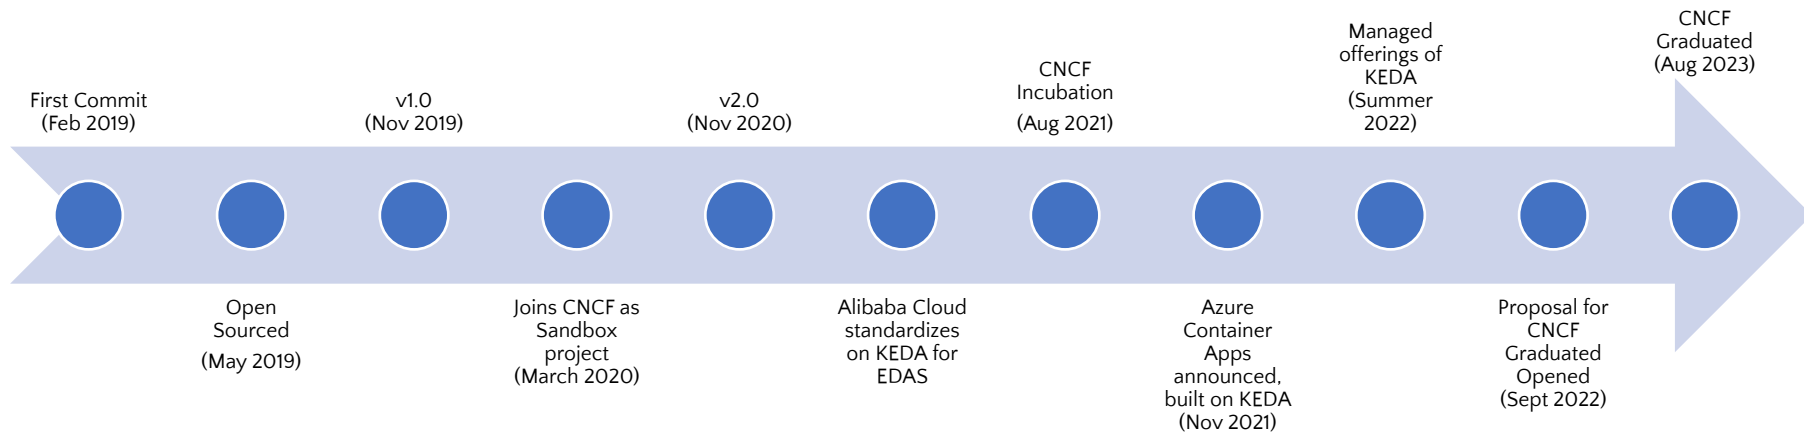 First Commit
(Feb 2019)
Open
Sourced
(May 2019)
v1.0
(Nov 2019)
Joins CNCF as
Sandbox
project
(March 2020)
v2.0
(Nov 2020)
Alibaba Cloud
standardizes
on KEDA for
EDAS
CNCF
Incubation
(Aug 2021)
Azure
Container
Apps
announced,
built on KEDA
(Nov 2021)
Managed
offerings of
KEDA
(Summer
2022)
Proposal for
CNCF
Graduated
Opened
(Sept 2022)
CNCF
Graduated
(Aug 2023)